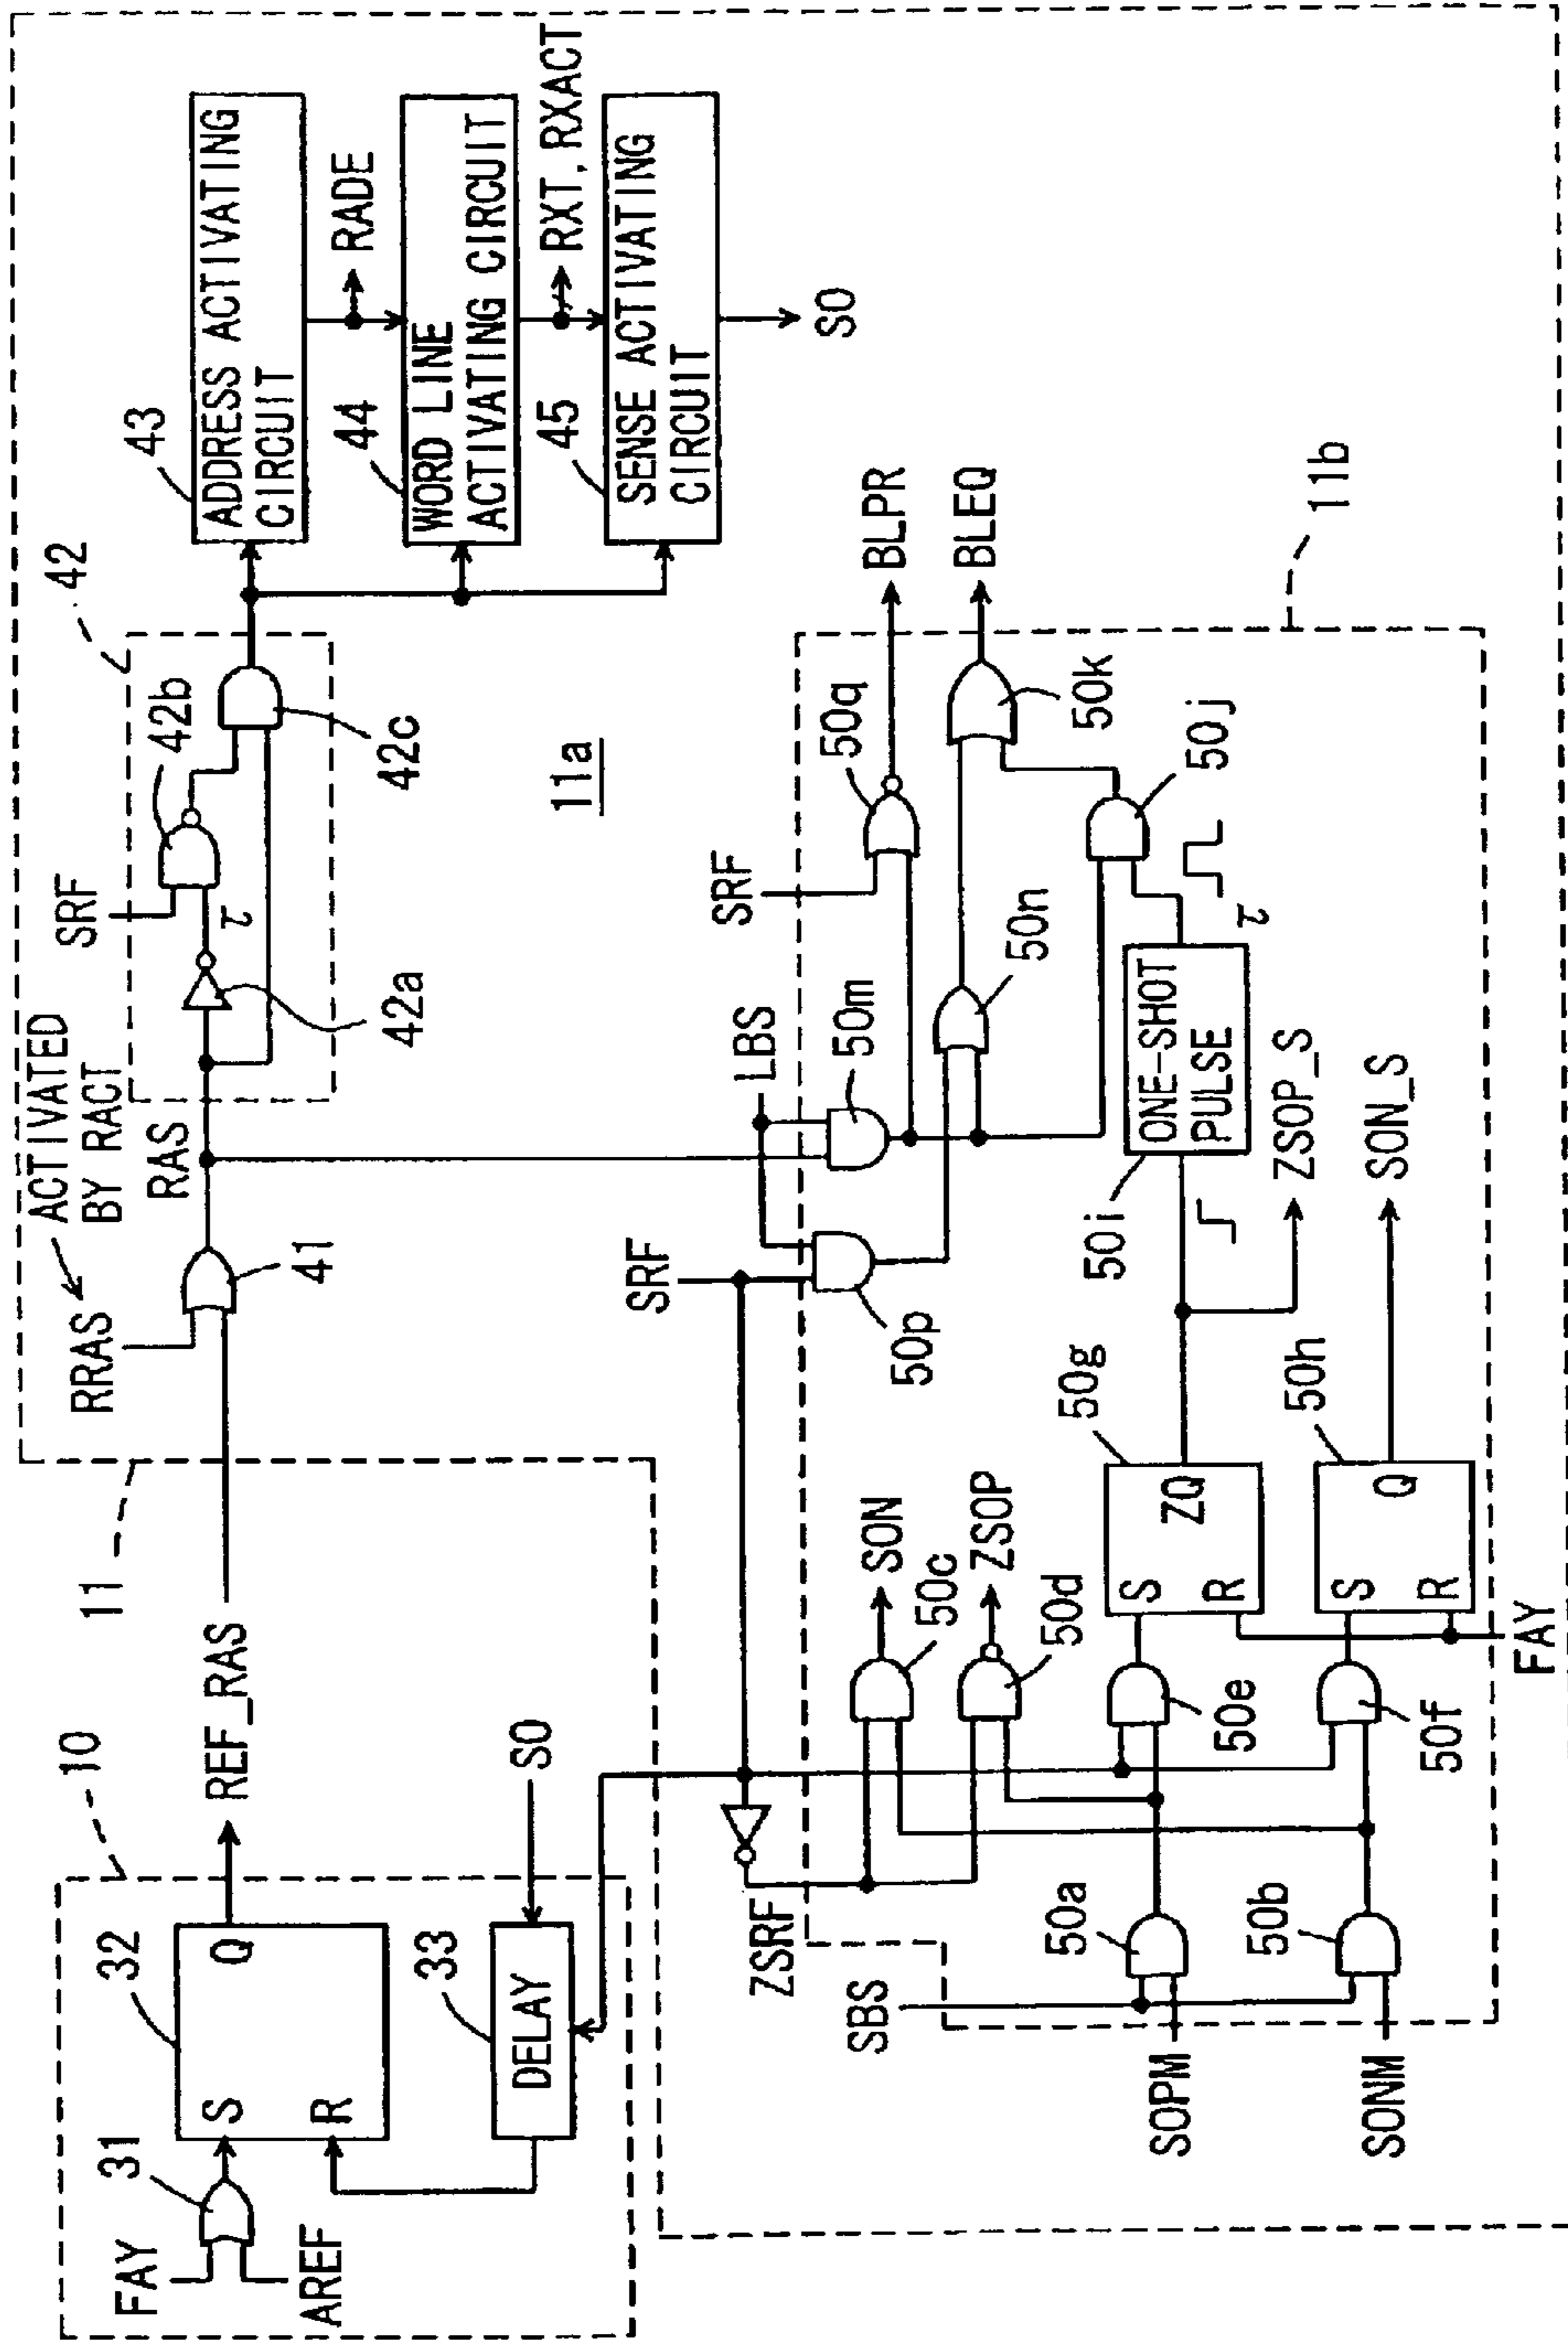 10
FAY
AREF
31
S
R
Q
32
DELAY
33
SO
REF_RAS
11
RRAS
ACTIVATED
BY RACT
41
RAS
42
42a
τ
SRF
42b
42c
43
ADDRESS ACTIVATING
CIRCUIT
RADE
44
WORD LINE
ACTIVATING CIRCUIT
RXT, RXACT
45
SENSE ACTIVATING
CIRCUIT
SO
11a
ZSRF
SRF
LBS
50p
50m
SRF
50q
BLPR
50n
50k
BLEQ
50j
11b
SBS
SOPM
SONM
50a
50b
SON
50c
ZSOP
50d
50e
50f
S
R
ZQ
50g
S
R
Q
50h
FAY
50i
ONE-SHOT
PULSE
τ
ZSOP_S
SON_S